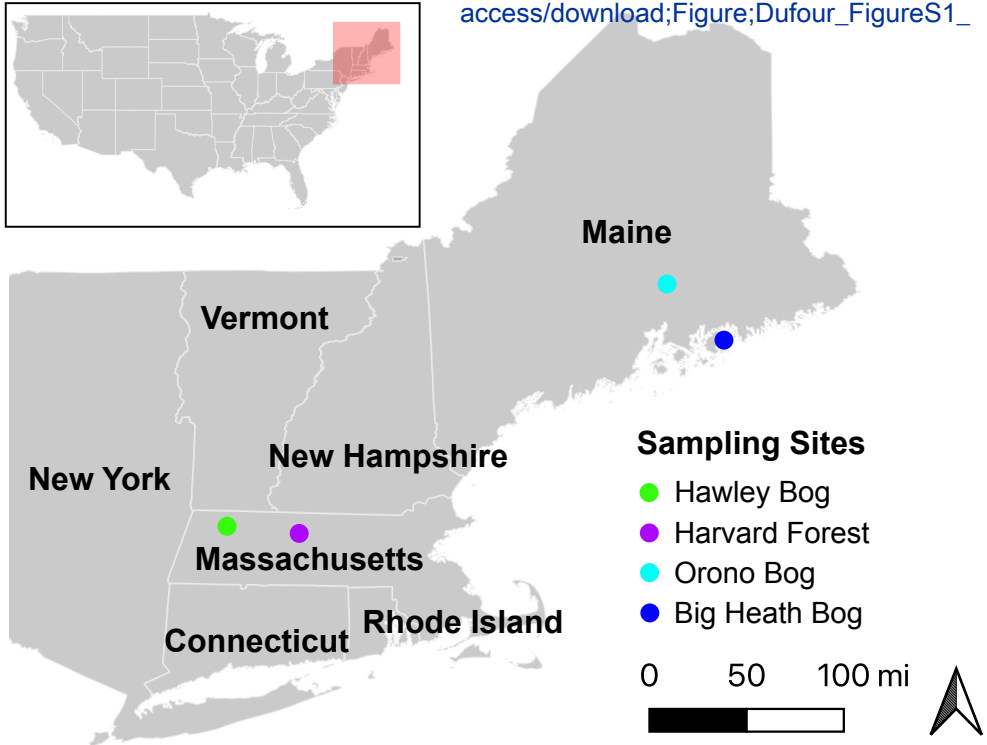 access/download;Figure;Dufour_FigureS1_
Maine
Vermont
New Hampshire
New York
Massachusetts
Rhode Island
Connecticut
Sampling Sites
Hawley Bog
Harvard Forest
Orono Bog
Big Heath Bog
0 50 100 mi